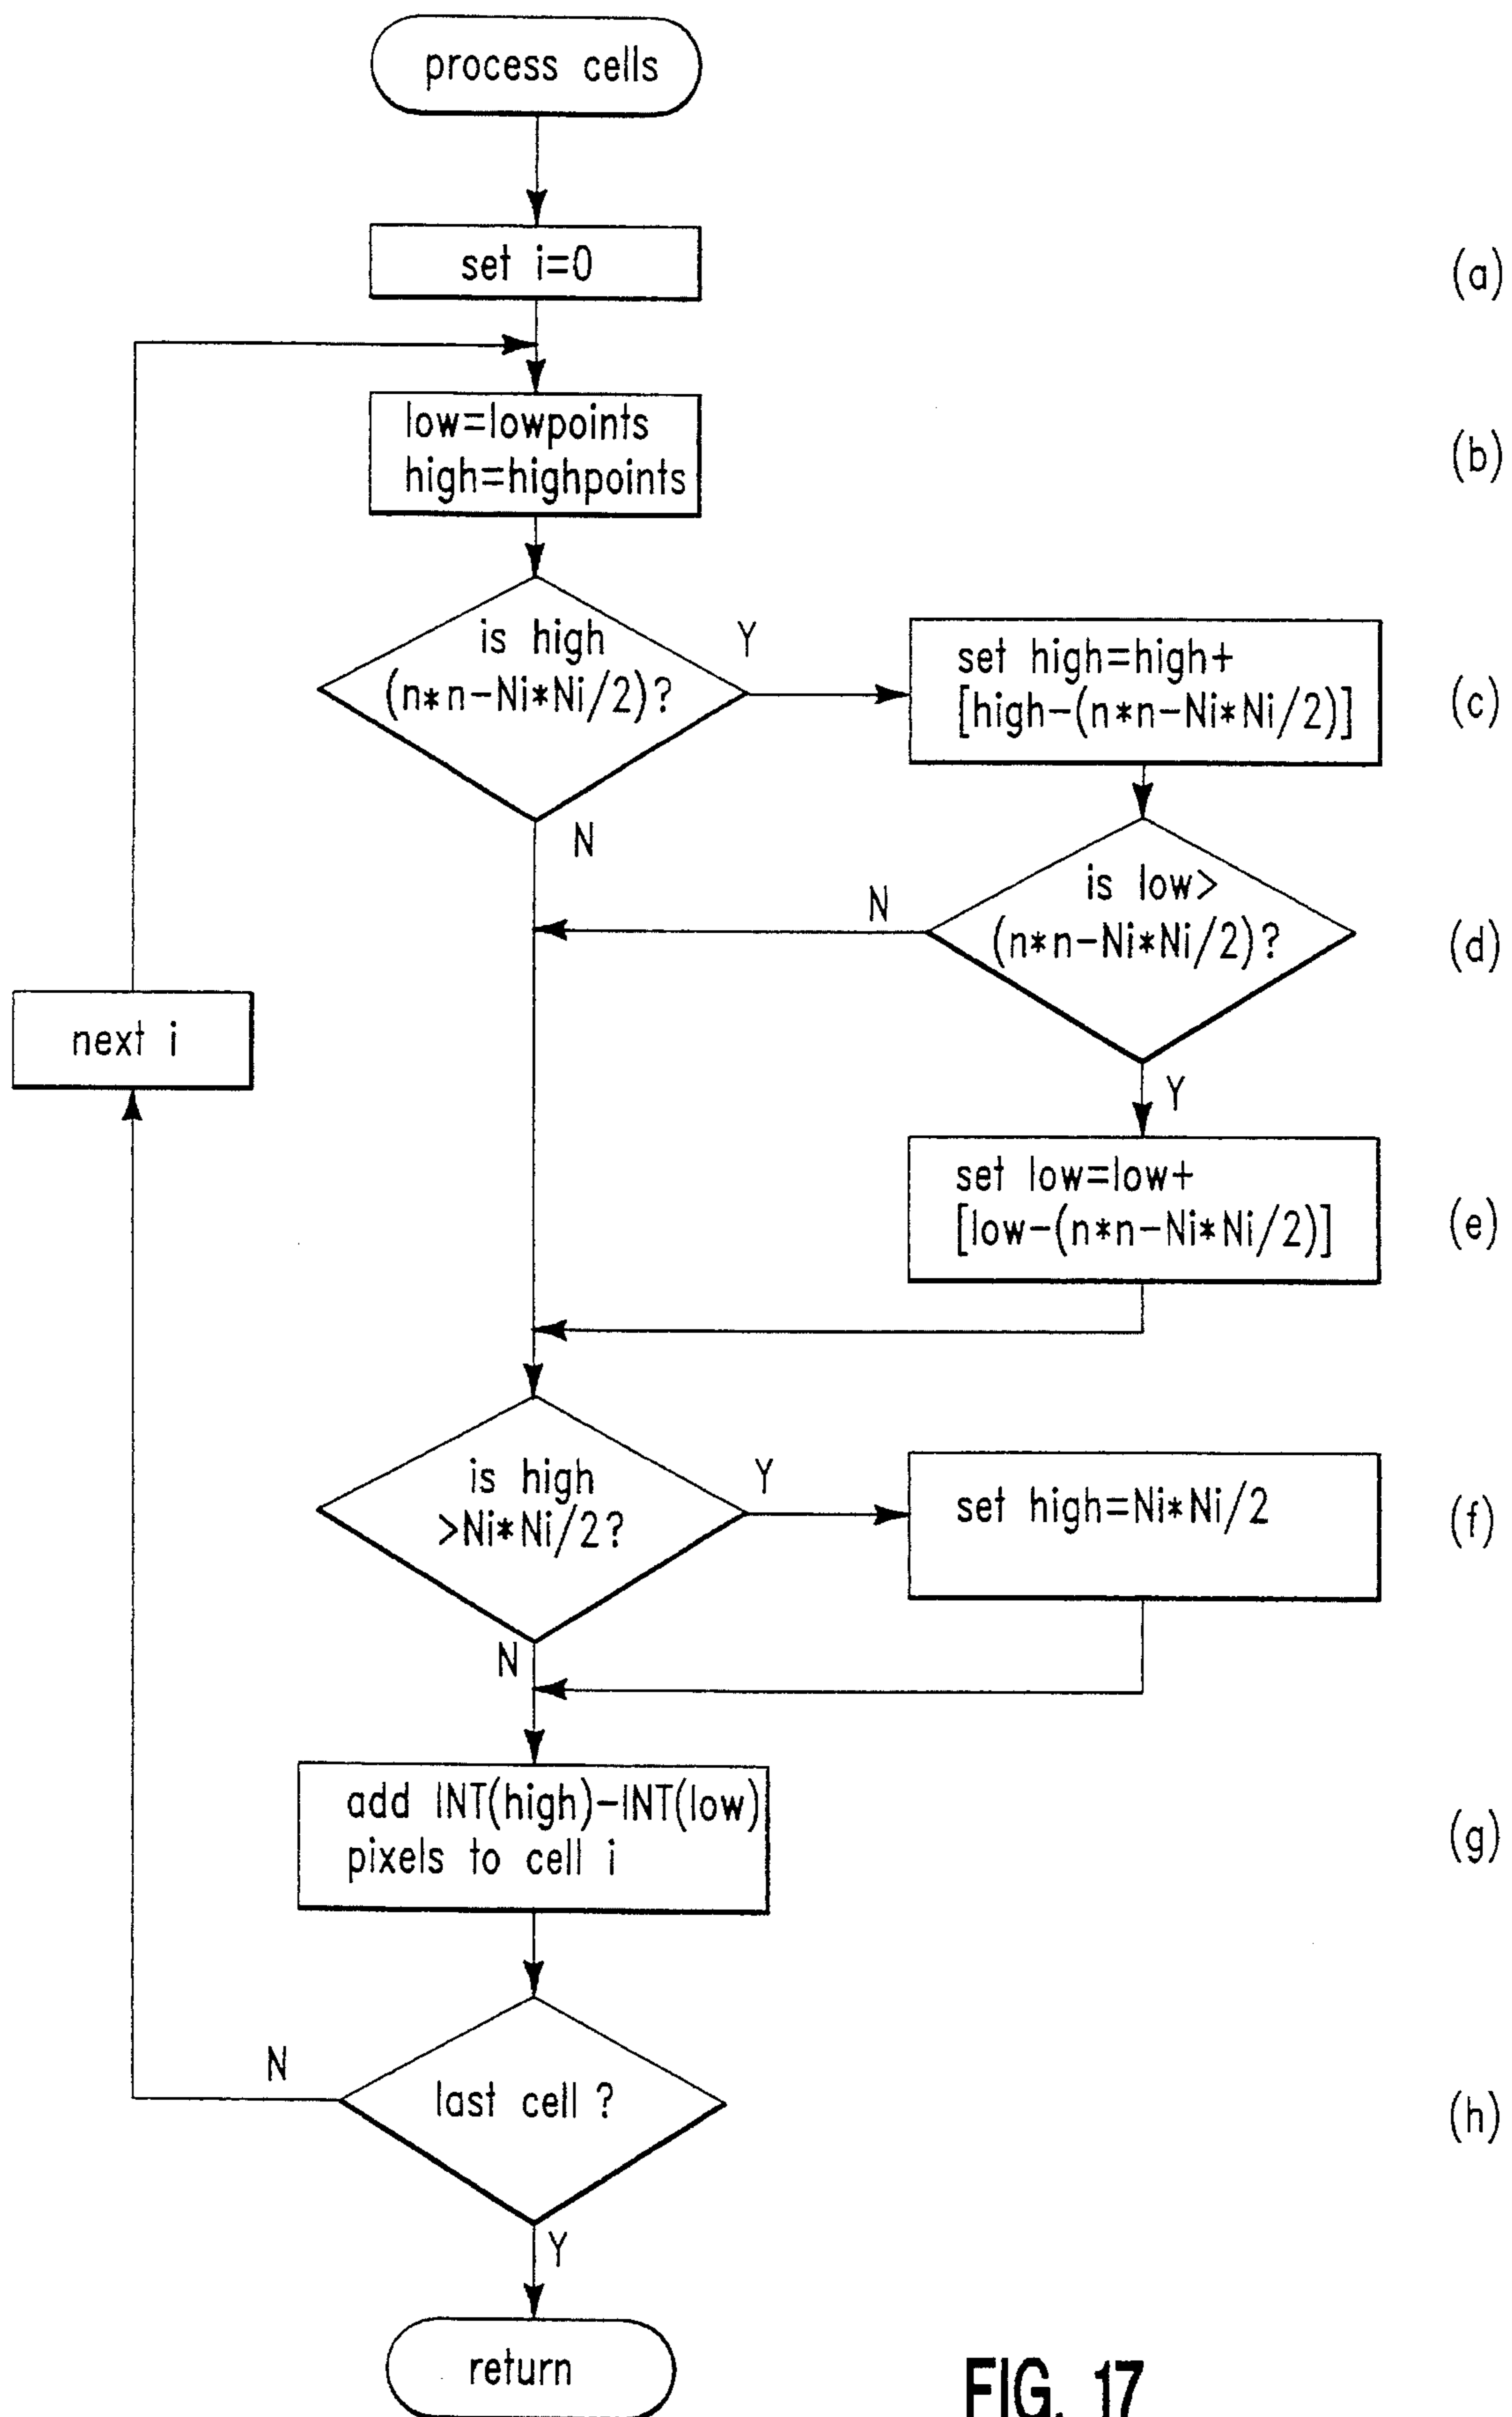 process cells
set i=0
(a)
low=lowpoints
high=highpoints
(b)
is high
(n*n-Ni*Ni/2)?
Y
N
set high=high+
[high-(n*n-Ni*Ni/2)]
(c)
is low>
(n*n-Ni*Ni/2)?
N
Y
(d)
next i
set low=low+
[low-(n*n-Ni*Ni/2)]
(e)
is high
>Ni*Ni/2?
Y
N
set high=Ni*Ni/2
(f)
add INT(high)-INT(low)
pixels to cell i
(g)
last cell ?
N
Y
(h)
return
FIG. 17